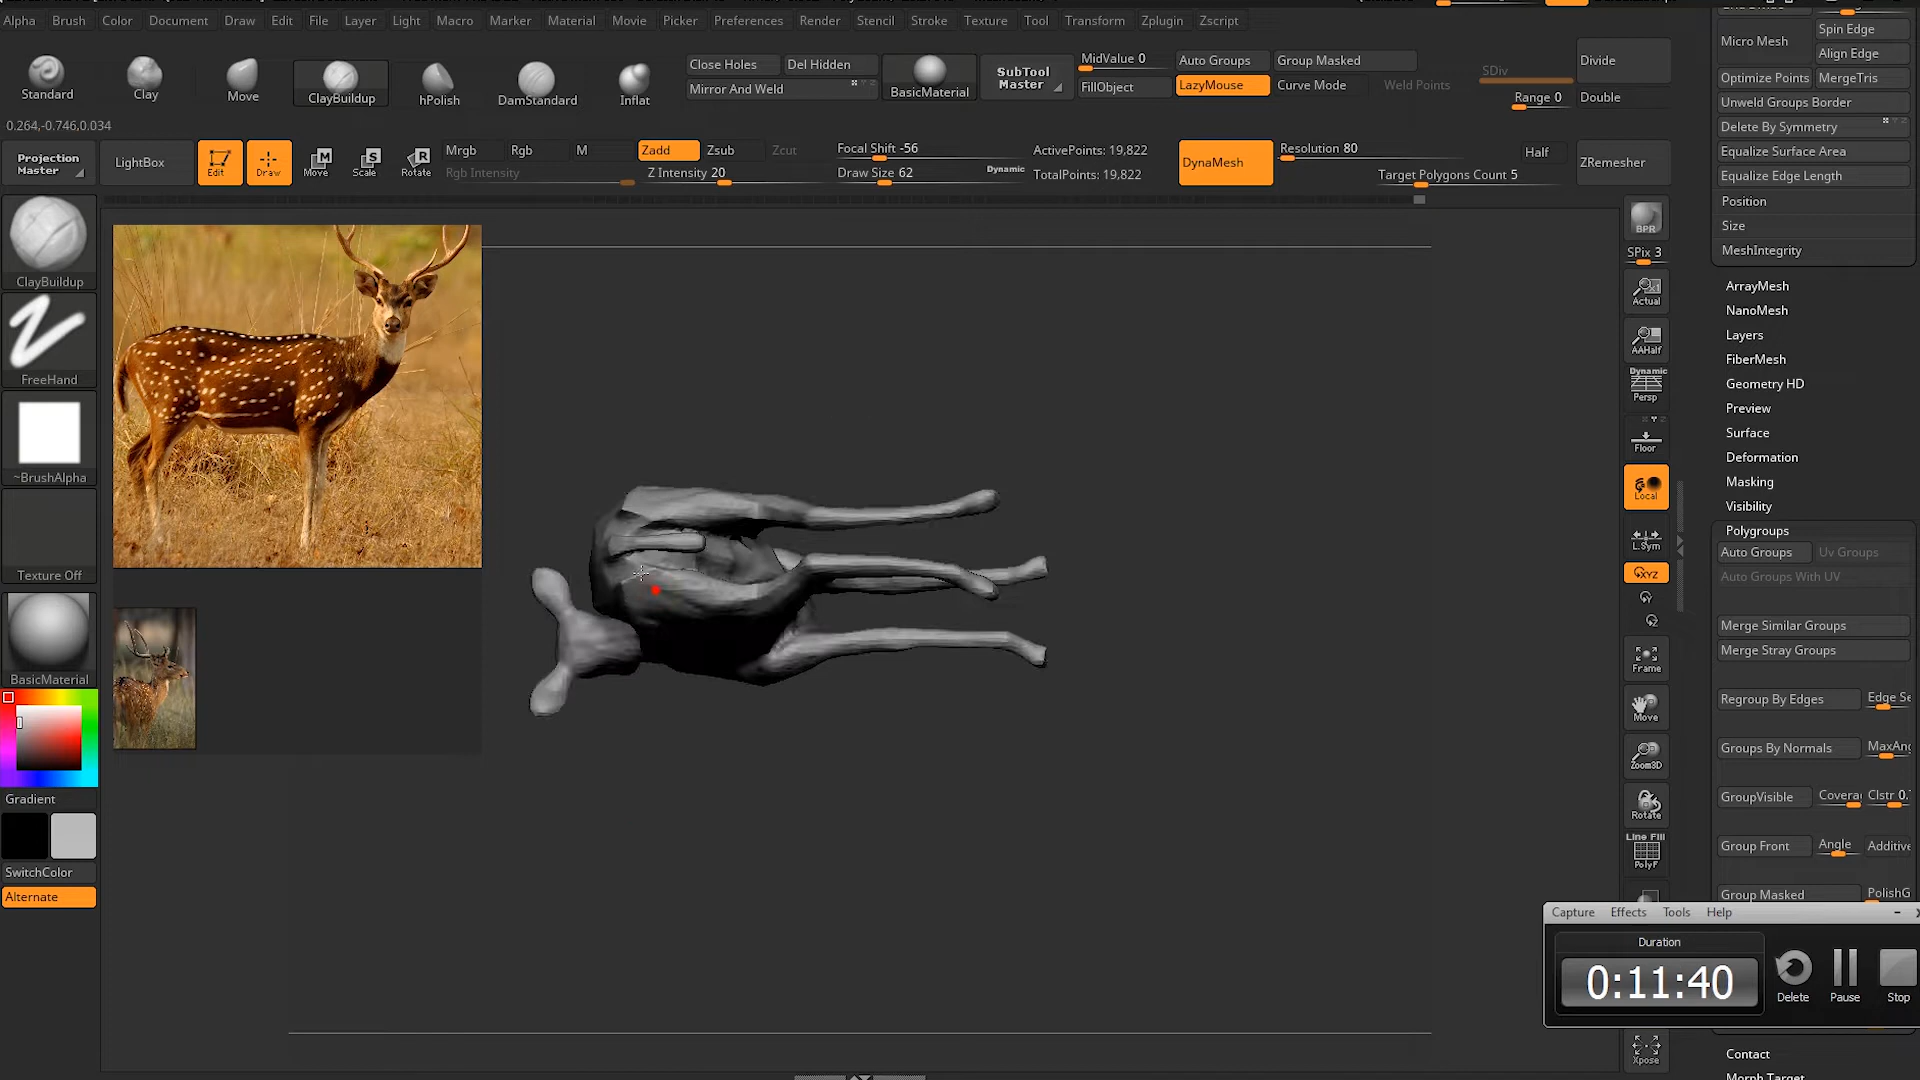 Alpha Brush Color Document Draw Edit File Layer Light Macro Marker Material Movie Picker Preferences Render Stencil Stroke Texture Tool Transform Zplugin Zscript
Standard Clay Move ClayBuildup hPolish DamStandard Inflat
Close Holes Del Hidden
Mirror And Weld
BasicMaterial
SubTool
Master
MidValue 0
FillObject
Auto Groups Group Masked
LazyMouse Curve Mode Weld Points
SDiv
Range 0
Divide
Double
0.264,-0.746,0.034
Projection
Master
LightBox
Edit Draw Move Scale Rotate
Mrgb Rgb M
Rgb Intensity
Zadd Zsub Zcut
Z Intensity 20
Focal Shift -56
Draw Size 62
Dynamic
ActivePoints: 19,822
TotalPoints: 19,822
DynaMesh
Resolution 80
Half
Target Polygons Count 5
ZRemesher
ClayBuildup
FreeHand
~BrushAlpha
Texture Off
BasicMaterial
Gradient
SwitchColor
Alternate
BPR
SPix 3
Actual
AAHalf
Dynamic
Persp
Floor
Local
L.Sym
XYZ
Frame
Move
Zoom3D
Rotate
Line Fill
PolyF
Xpose
Micro Mesh
Spin Edge
Align Edge
Optimize Points MergeTris
Unweld Groups Border
Delete By Symmetry
Equalize Surface Area
Equalize Edge Length
Position
Size
MeshIntegrity
ArrayMesh
NanoMesh
Layers
FiberMesh
Geometry HD
Preview
Surface
Deformation
Masking
Visibility
Polygroups
Auto Groups Uv Groups
Auto Groups With UV
Merge Similar Groups
Merge Stray Groups
Regroup By Edges Edge Se
Groups By Normals MaxAng
GroupVisible Covera Clstr 0.
Group Front Angle Additive
Group Masked PolishG
Capture Effects Tools Help
Duration
0:11:40
Delete Pause Stop
Contact
Morph Target